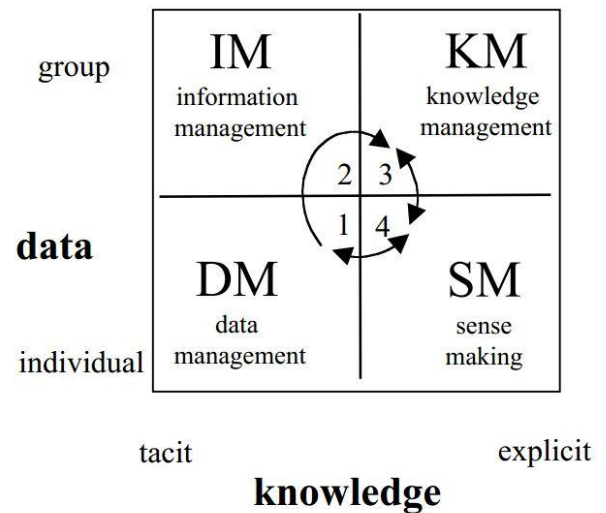 group
IM
information
management
KM
knowledge
management
2
3
1
4
data
DM
data
management
SM
sense
making
individual
tacit
explicit
knowledge